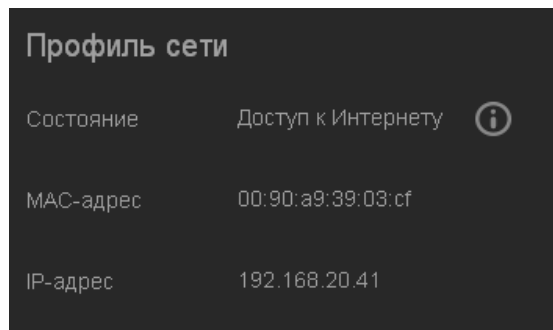 Профиль сети
Состояние Доступ к Интернету
MAC-адрес 00:90:a9:39:03:cf
IP-адрес 192.168.20.41